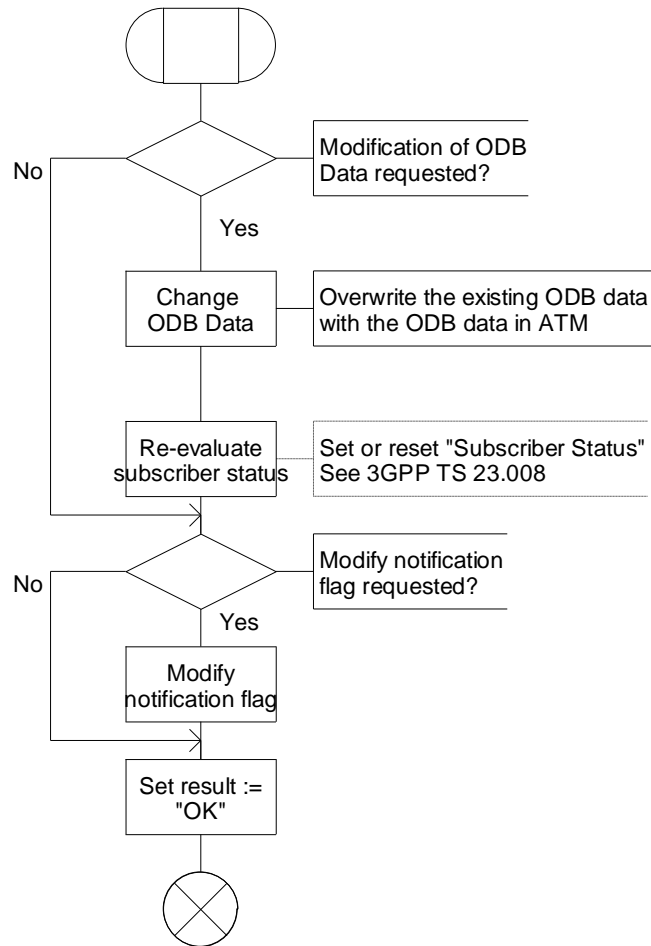 Modification of ODB
Data requested?
No
Yes
Change
ODB Data
Overwrite the existing ODB data
with the ODB data in ATM
Re-evaluate
subscriber status
Set or reset "Subscriber Status"
See 3GPP TS 23.008
Modify notification
flag requested?
No
Yes
Modify
notification flag
Set result :=
"OK"